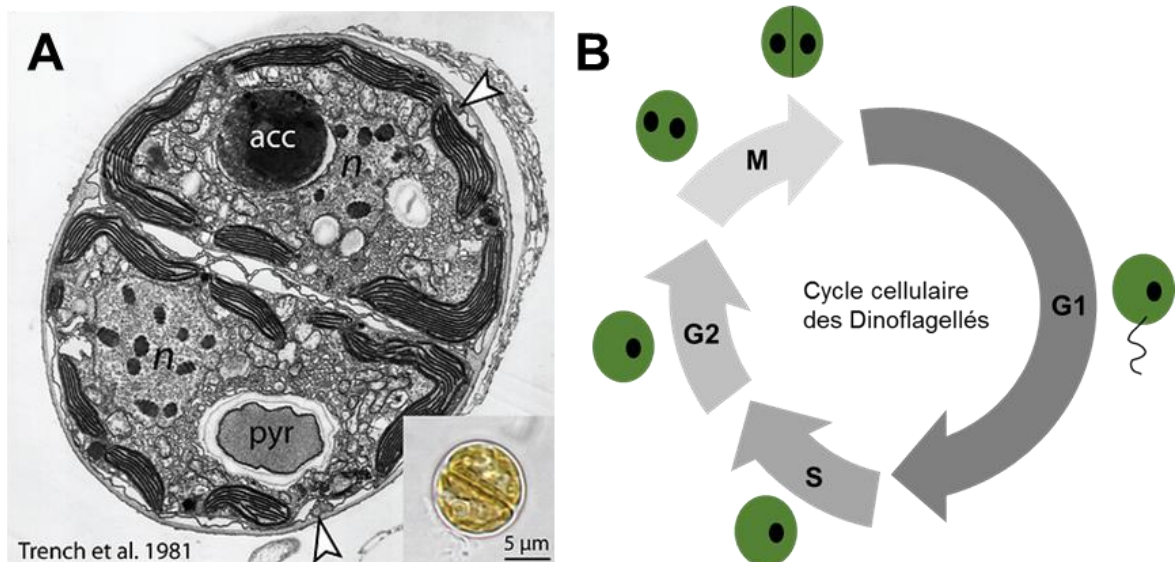 A
acc
n
n
pyr
5 µm
Trench et al. 1981
B
M
G1
Cycle cellulaire
des Dinoflagellés
G2
S